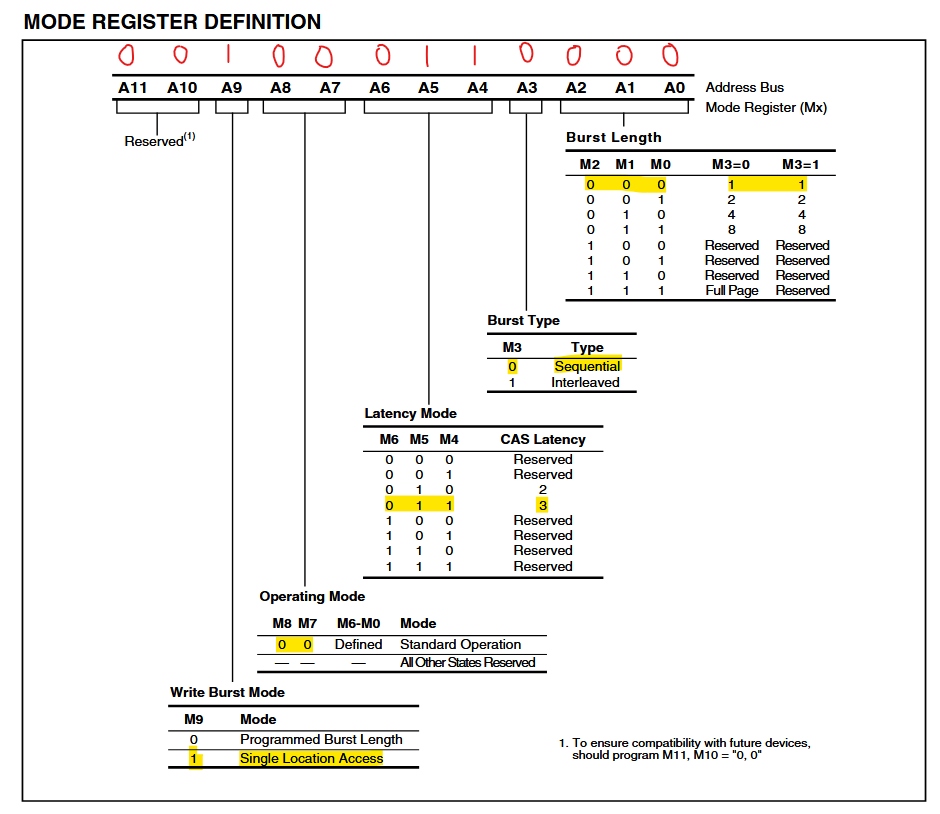 MODE REGISTER DEFINITION
0 0 1 0 0 0 1 1 0 0 0 0
A11 A10 A9 A8 A7 A6 A5 A4 A3 A2 A1 A0 Address Bus
Mode Register (Mx)
Reserved(1)
Burst Length
M2 M1 M0 M3=0 M3=1
0 0 0 1 1
0 0 1 2 2
0 1 0 4 4
0 1 1 8 8
1 0 0 Reserved Reserved
1 0 1 Reserved Reserved
1 1 0 Reserved Reserved
1 1 1 Full Page Reserved
Burst Type
M3 Type
0 Sequential
1 Interleaved
Latency Mode
M6 M5 M4 CAS Latency
0 0 0 Reserved
0 0 1 Reserved
0 1 0 2
0 1 1 3
1 0 0 Reserved
1 0 1 Reserved
1 1 0 Reserved
1 1 1 Reserved
Operating Mode
M8 M7 M6-M0 Mode
0 0 Defined Standard Operation
— — — All Other States Reserved
Write Burst Mode
M9 Mode
0 Programmed Burst Length
1 Single Location Access
1. To ensure compatibility with future devices,
should program M11, M10 = "0, 0"